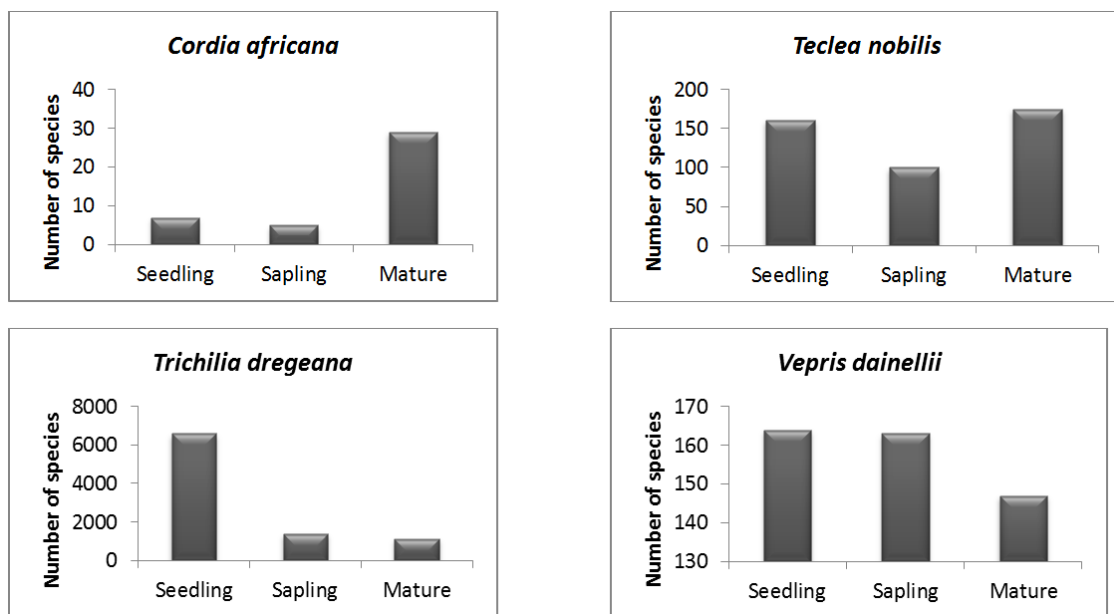 Cordia africana
Number of species
40
30
20
10
0
Seedling Sapling Mature
Teclea nobilis
Number of species
200
150
100
50
0
Seedling Sapling Mature
Trichilia dregeana
Number of species
8000
6000
4000
2000
0
Seedling Sapling Mature
Vepris dainellii
Number of species
170
160
150
140
130
Seedling Sapling Mature